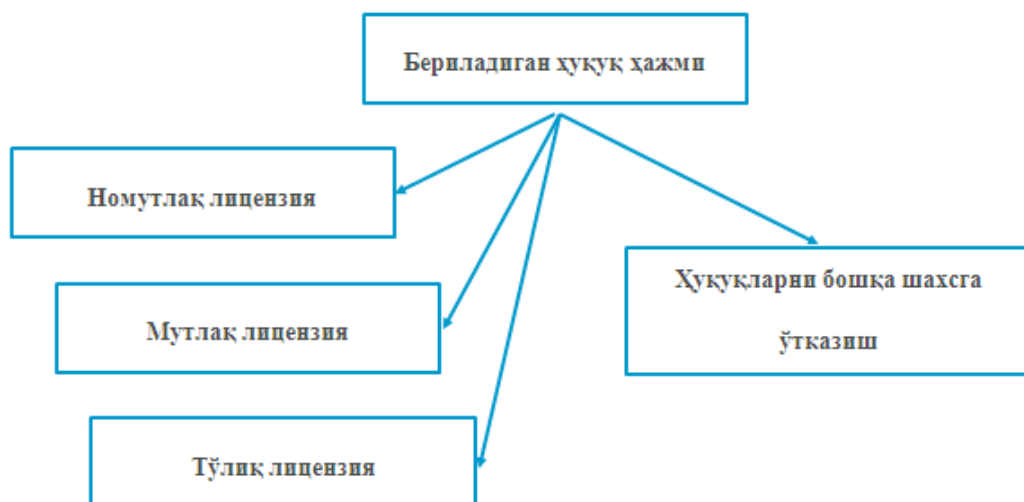 Бериладиган ҳуқуқ ҳажми
Номутлақ лицензия
Мутлақ лицензия
Тўлиқ лицензия
Ҳуқуқларни бошқа шахсга
ўтказиш